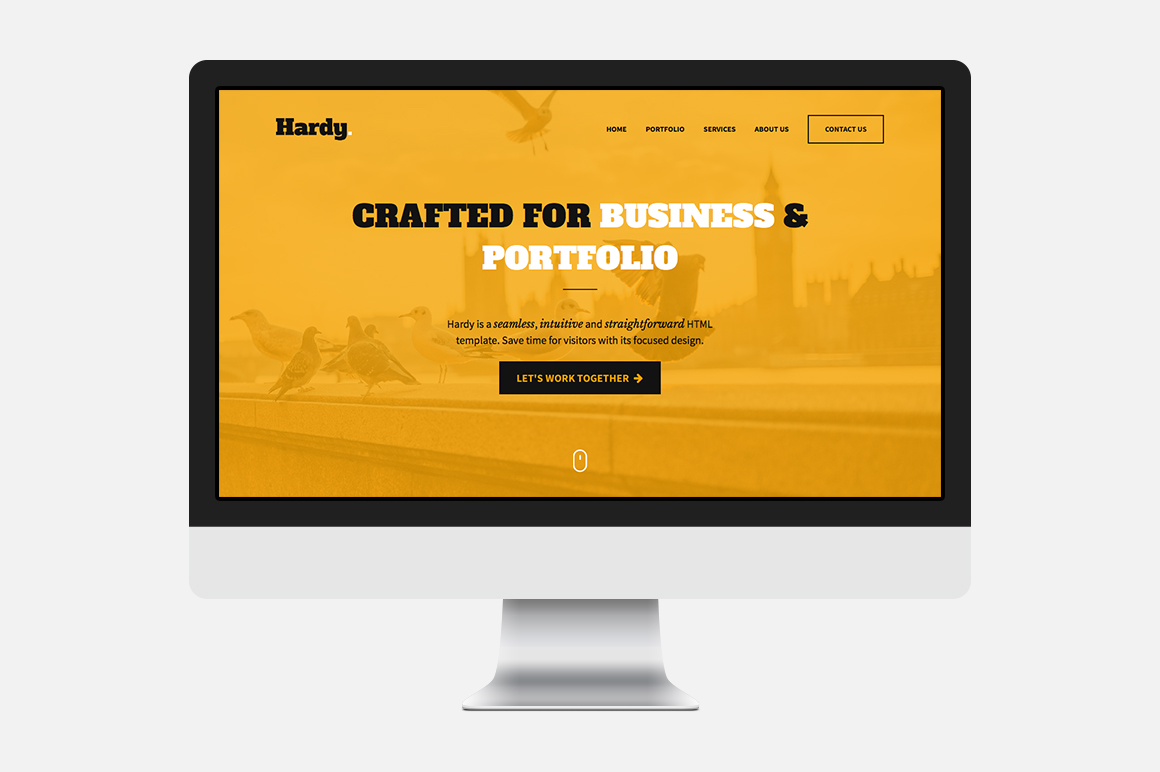 Hardy.
HOME PORTFOLIO SERVICES ABOUT US CONTACT US
CRAFTED FOR BUSINESS &
PORTFOLIO
Hardy is a seamless, intuitive and straightforward HTML
template. Save time for visitors with its focused design.
LET'S WORK TOGETHER →